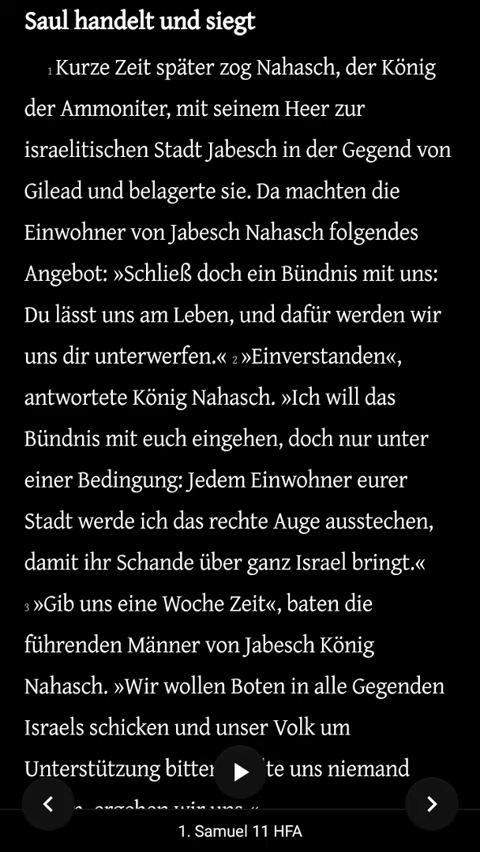 Saul handelt und siegt
1 Kurze Zeit später zog Nahasch, der König
der Ammoniter, mit seinem Heer zur
israelitischen Stadt Jabesch in der Gegend von
Gilead und belagerte sie. Da machten die
Einwohner von Jabesch Nahasch folgendes
Angebot: »Schließ doch ein Bündnis mit uns:
Du lässt uns am Leben, und dafür werden wir
uns dir unterwerfen.« 2 »Einverstanden«,
antwortete König Nahasch. »Ich will das
Bündnis mit euch eingehen, doch nur unter
einer Bedingung: Jedem Einwohner eurer
Stadt werde ich das rechte Auge ausstechen,
damit ihr Schande über ganz Israel bringt.«
3 »Gib uns eine Woche Zeit«, baten die
führenden Männer von Jabesch König
Nahasch. »Wir wollen Boten in alle Gegenden
Israels schicken und unser Volk um
Unterstützung uns niemand
ergeben wir uns.«
1. Samuel 11 HFA